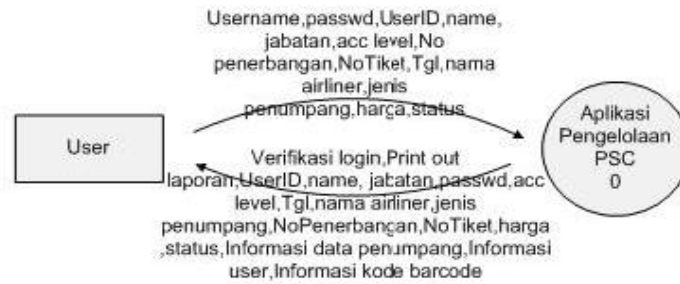 Username,passwd,UserID,name,
jabatan,acc level,No
penerbangan,NoTiket,Tgl,nama
airliner,jenis
penumpang,harga,status
User
Aplikasi
Pengelolaan
PSC
0
Verifikasi login,Print out
laporan,UserID,name, jabatan,passwd,acc
level,Tgl,nama airliner,jenis
penumpang,NoPenerbangan,NoTiket,harga
,status,Informasi data penumpang,Informasi
user,Informasi kode barcode